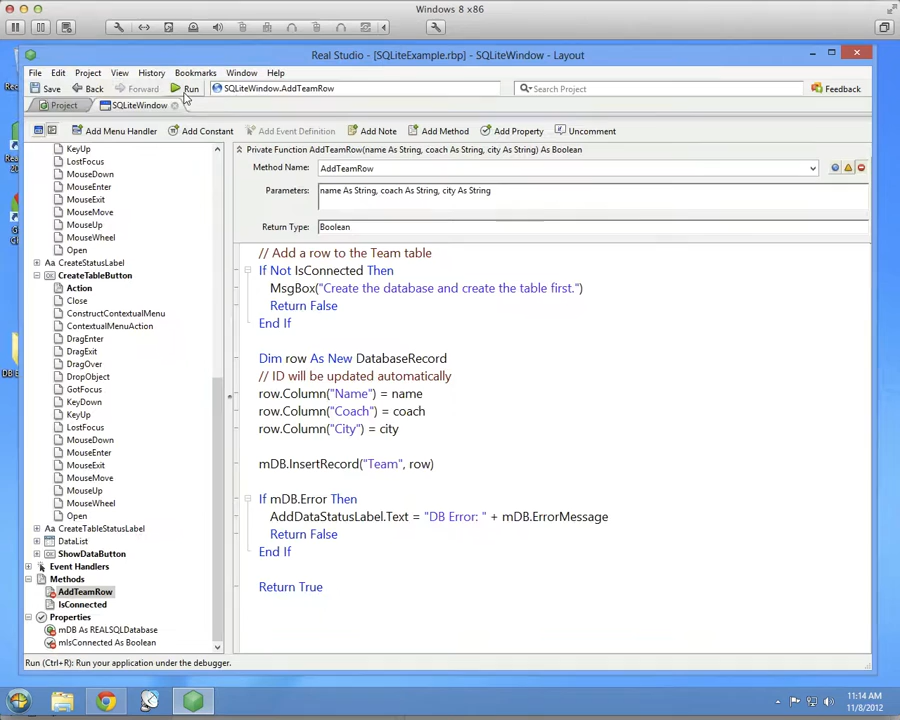 Windows 8 x86
Real Studio - [SQLiteExample.rbp] - SQLiteWindow - Layout
File Edit Project View History Bookmarks Window Help
Save Back Forward Run SQLiteWindow.AddTeamRow Search Project Feedback
Project SQLiteWindow
Add Menu Handler Add Constant Add Event Definition Add Note Add Method Add Property Uncomment
KeyUp
LostFocus
MouseDown
MouseEnter
MouseExit
MouseMove
MouseUp
MouseWheel
Open
CreateStatusLabel
CreateTableButton
Action
Close
ConstructContextualMenu
ContextualMenuAction
DragEnter
DragExit
DragOver
DropObject
GotFocus
KeyDown
KeyUp
LostFocus
MouseDown
MouseEnter
MouseExit
MouseMove
MouseUp
MouseWheel
Open
CreateTableStatusLabel
DataList
ShowDataButton
Event Handlers
Methods
AddTeamRow
IsConnected
Properties
mDB As REALSQLDatabase
mIsConnected As Boolean
Private Function AddTeamRow(name As String, coach As String, city As String) As Boolean
Method Name: AddTeamRow
Parameters: name As String, coach As String, city As String
Return Type: Boolean
// Add a row to the Team table
If Not IsConnected Then
MsgBox("Create the database and create the table first.")
Return False
End If
Dim row As New DatabaseRecord
// ID will be updated automatically
row.Column("Name") = name
row.Column("Coach") = coach
row.Column("City") = city
mDB.InsertRecord("Team", row)
If mDB.Error Then
AddDataStatusLabel.Text = "DB Error: " + mDB.ErrorMessage
Return False
End If
Return True
Run (Ctrl+R): Run your application under the debugger.
11:14 AM
11/8/2012